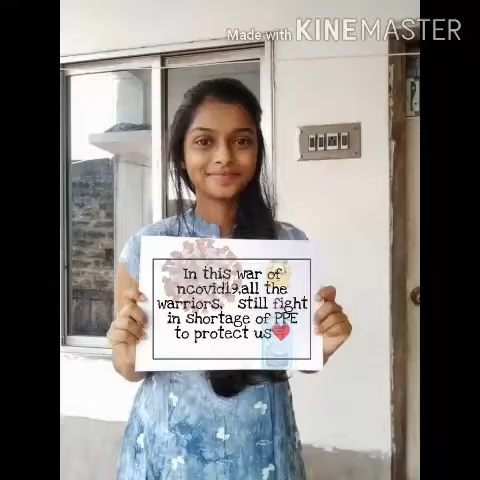 Made with KINEMASTER
In this war of
ncovid19,all the
warriors, still fight
in shortage of PPE
to protect us❤️